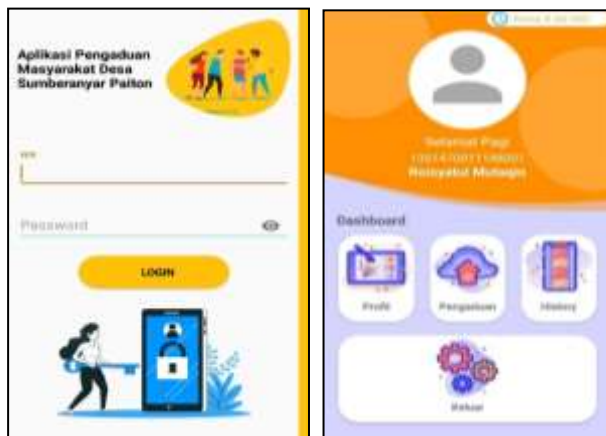 Aplikasi Pengaduan
Masyarakat Desa
Sumberanyar Paiton
Password
LOGIN
Selamat Pagi
Dashboard
Profil
Pengaduan
History
Keluar